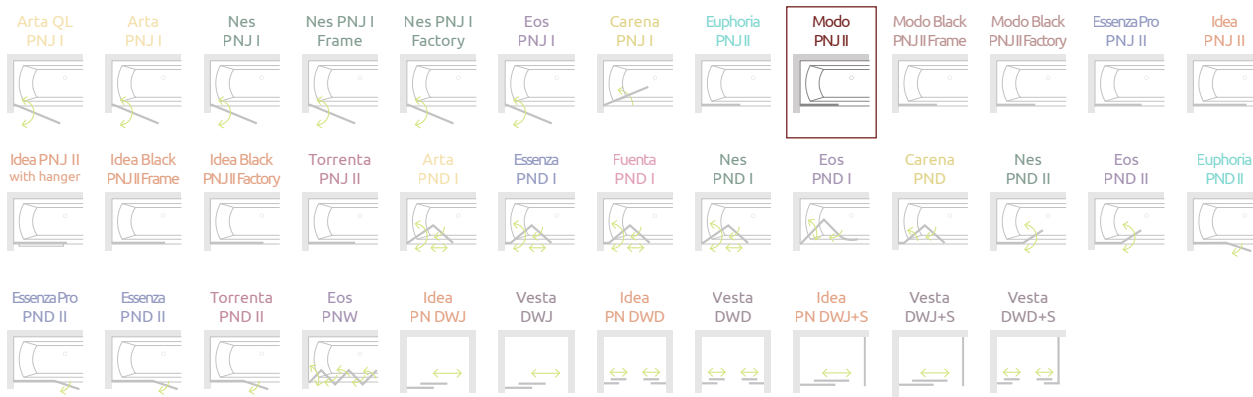 Arta QL
PNJ I
Arta
PNJ I
Nes
PNJ I
Nes PNJ I
Frame
Nes PNJ I
Factory
Eos
PNJ I
Carena
PNJ I
Euphoria
PNJ II
Modo
PNJ II
Modo Black
PNJ II Frame
Modo Black
PNJ II Factory
Essenza Pro
PNJ II
Idea
PNJ II
Idea PNJ II
with hanger
Idea Black
PNJ II Frame
Idea Black
PNJ II Factory
Torrenta
PNJ II
Arta
PND I
Essenza
PND I
Fuenta
PND I
Nes
PND I
Eos
PND I
Carena
PND
Nes
PND II
Eos
PND II
Euphoria
PND II
Essenza Pro
PND II
Essenza
PND II
Torrenta
PND II
Eos
PNW
Idea
PN DWJ
Vesta
DWJ
Idea
PN DWD
Vesta
DWD
Idea
PN DWJ+S
Vesta
DWJ+S
Vesta
DWD+S